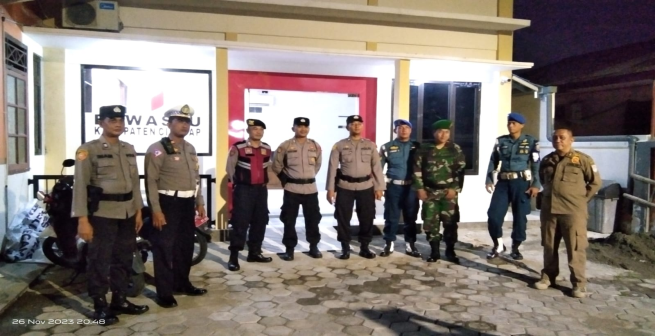 BAWASLU
KABUPATEN CILACAP
26 Nov 2023 20:48